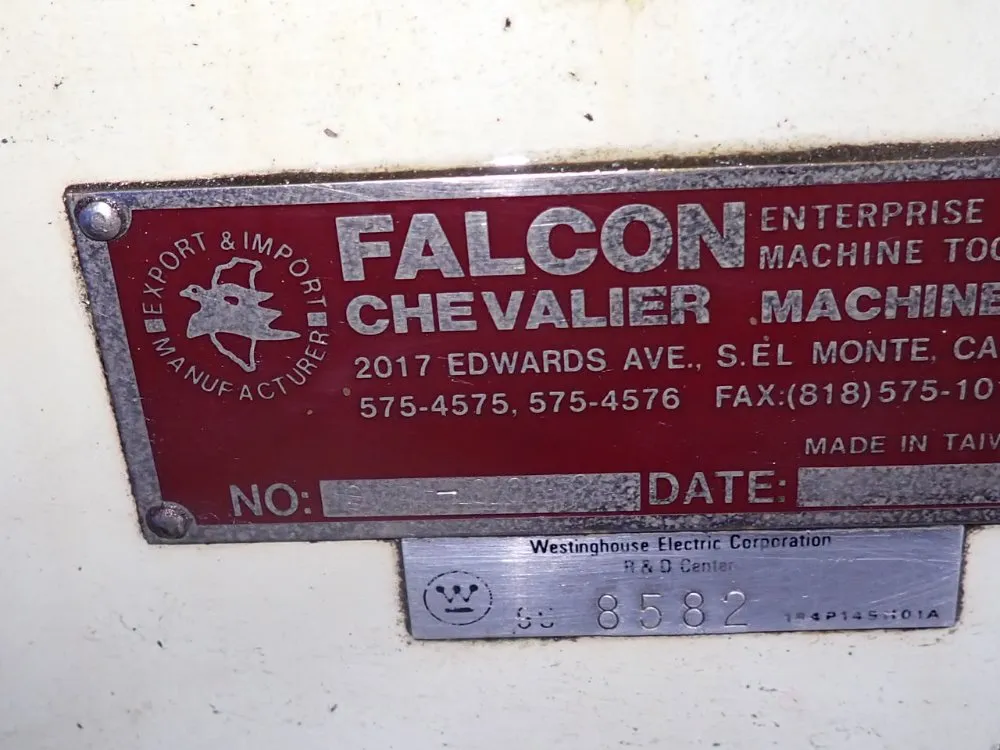 EXPORT & IMPORT
MANUFACTURER
FALCON
ENTERPRISE
MACHINE TOO
CHEVALIER MACHINE
2017 EDWARDS AVE., S.EL MONTE, CA
575-4575, 575-4576 FAX:(818)575-10
MADE IN TAIW
NO: DATE:
Westinghouse Electric Corporation
R & D Center
W 8582